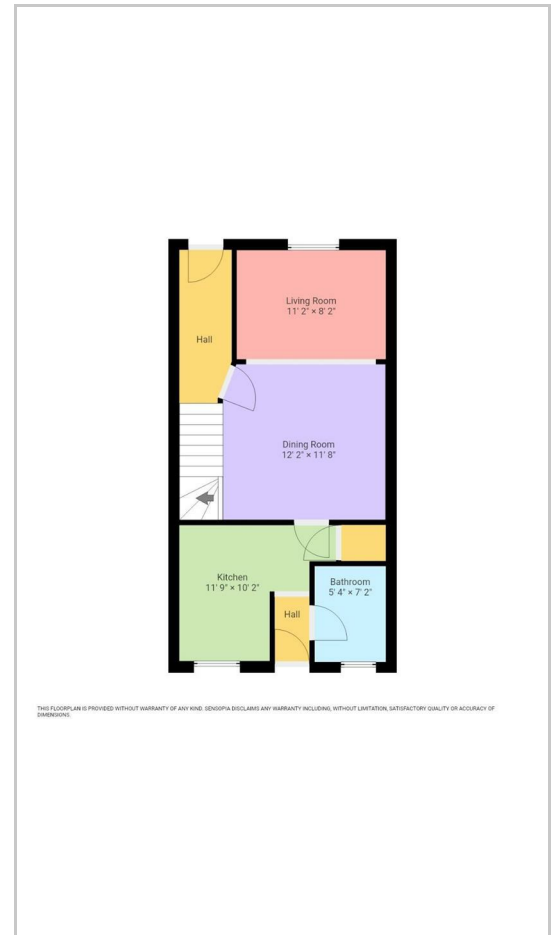 Living Room
11' 2" × 8' 2"
Hall
Dining Room
12' 2" × 11' 8"
Kitchen
11' 9" × 10' 2"
Bathroom
5' 4" × 7' 2"
Hall
THIS FLOORPLAN IS PROVIDED WITHOUT WARRANTY OF ANY KIND. SENSOPIA DISCLAIMS ANY WARRANTY INCLUDING, WITHOUT LIMITATION, SATISFACTORY QUALITY OR ACCURACY OF
DIMENSIONS.